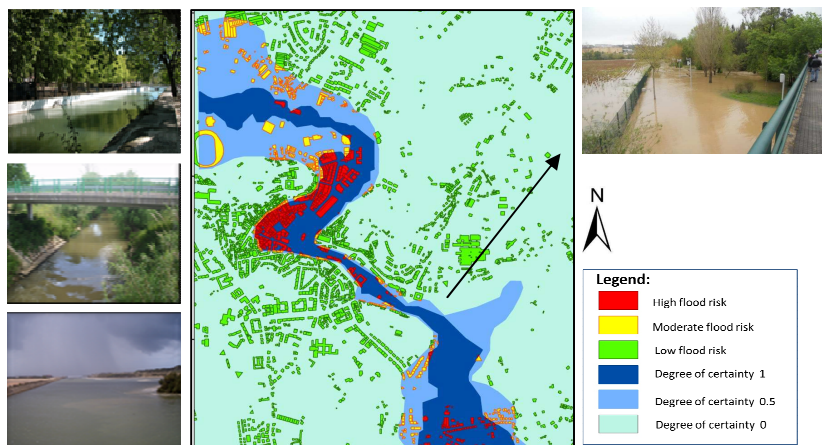 N
Legend:
High flood risk
Moderate flood risk
Low flood risk
Degree of certainty 1
Degree of certainty 0.5
Degree of certainty 0